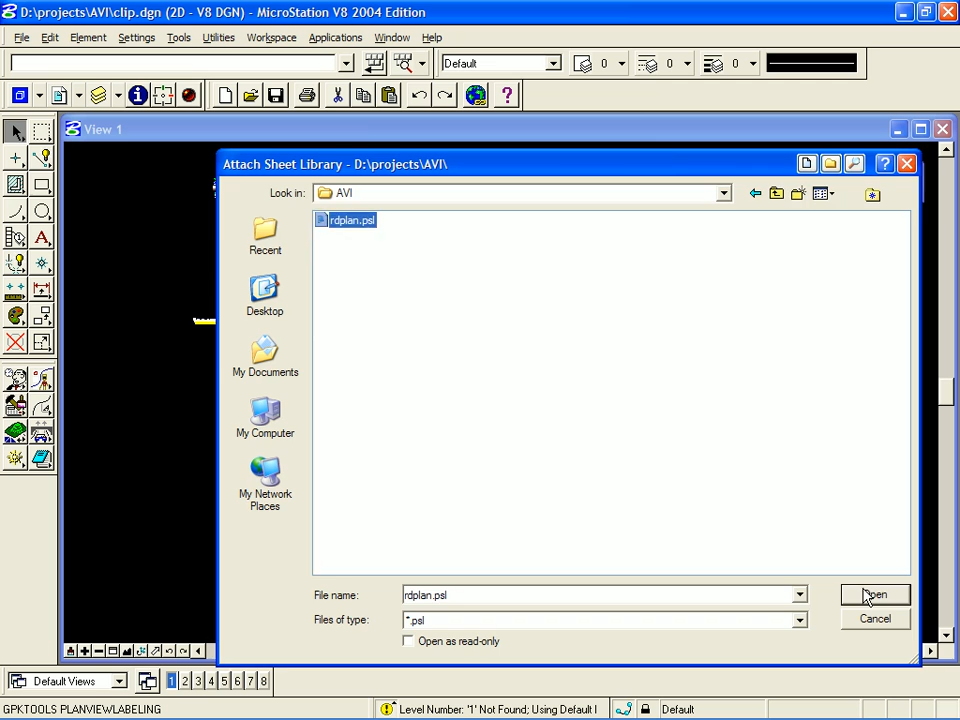 D:\projects\AVI\clip.dgn (2D - V8 DGN) - MicroStation V8 2004 Edition
File Edit Element Settings Tools Utilities Workspace Applications Window Help
Default 0 0 0
View 1
Attach Sheet Library - D:\projects\AVI\
Look in: AVI
rdplan.psl
Recent
Desktop
My Documents
My Computer
My Network
Places
File name: rdplan.psl Open
Files of type: *.psl Cancel
Open as read-only
Default Views 1 2 3 4 5 6 7 8
GPKTOOLS PLANVIEWLABELING Level Number: '1' Not Found; Using Default l Default